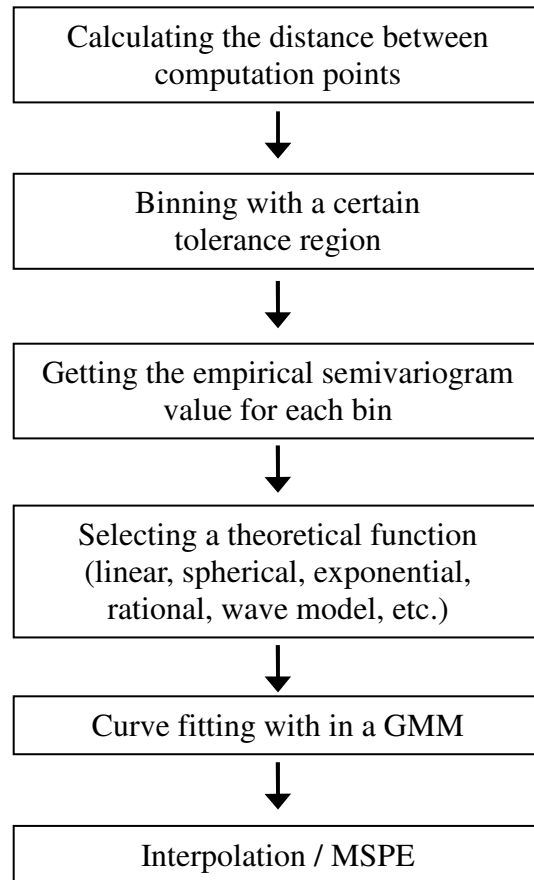 Calculating the distance between
computation points
Binning with a certain
tolerance region
Getting the empirical semivariogram
value for each bin
Selecting a theoretical function
(linear, spherical, exponential,
rational, wave model, etc.)
Curve fitting with in a GMM
Interpolation / MSPE